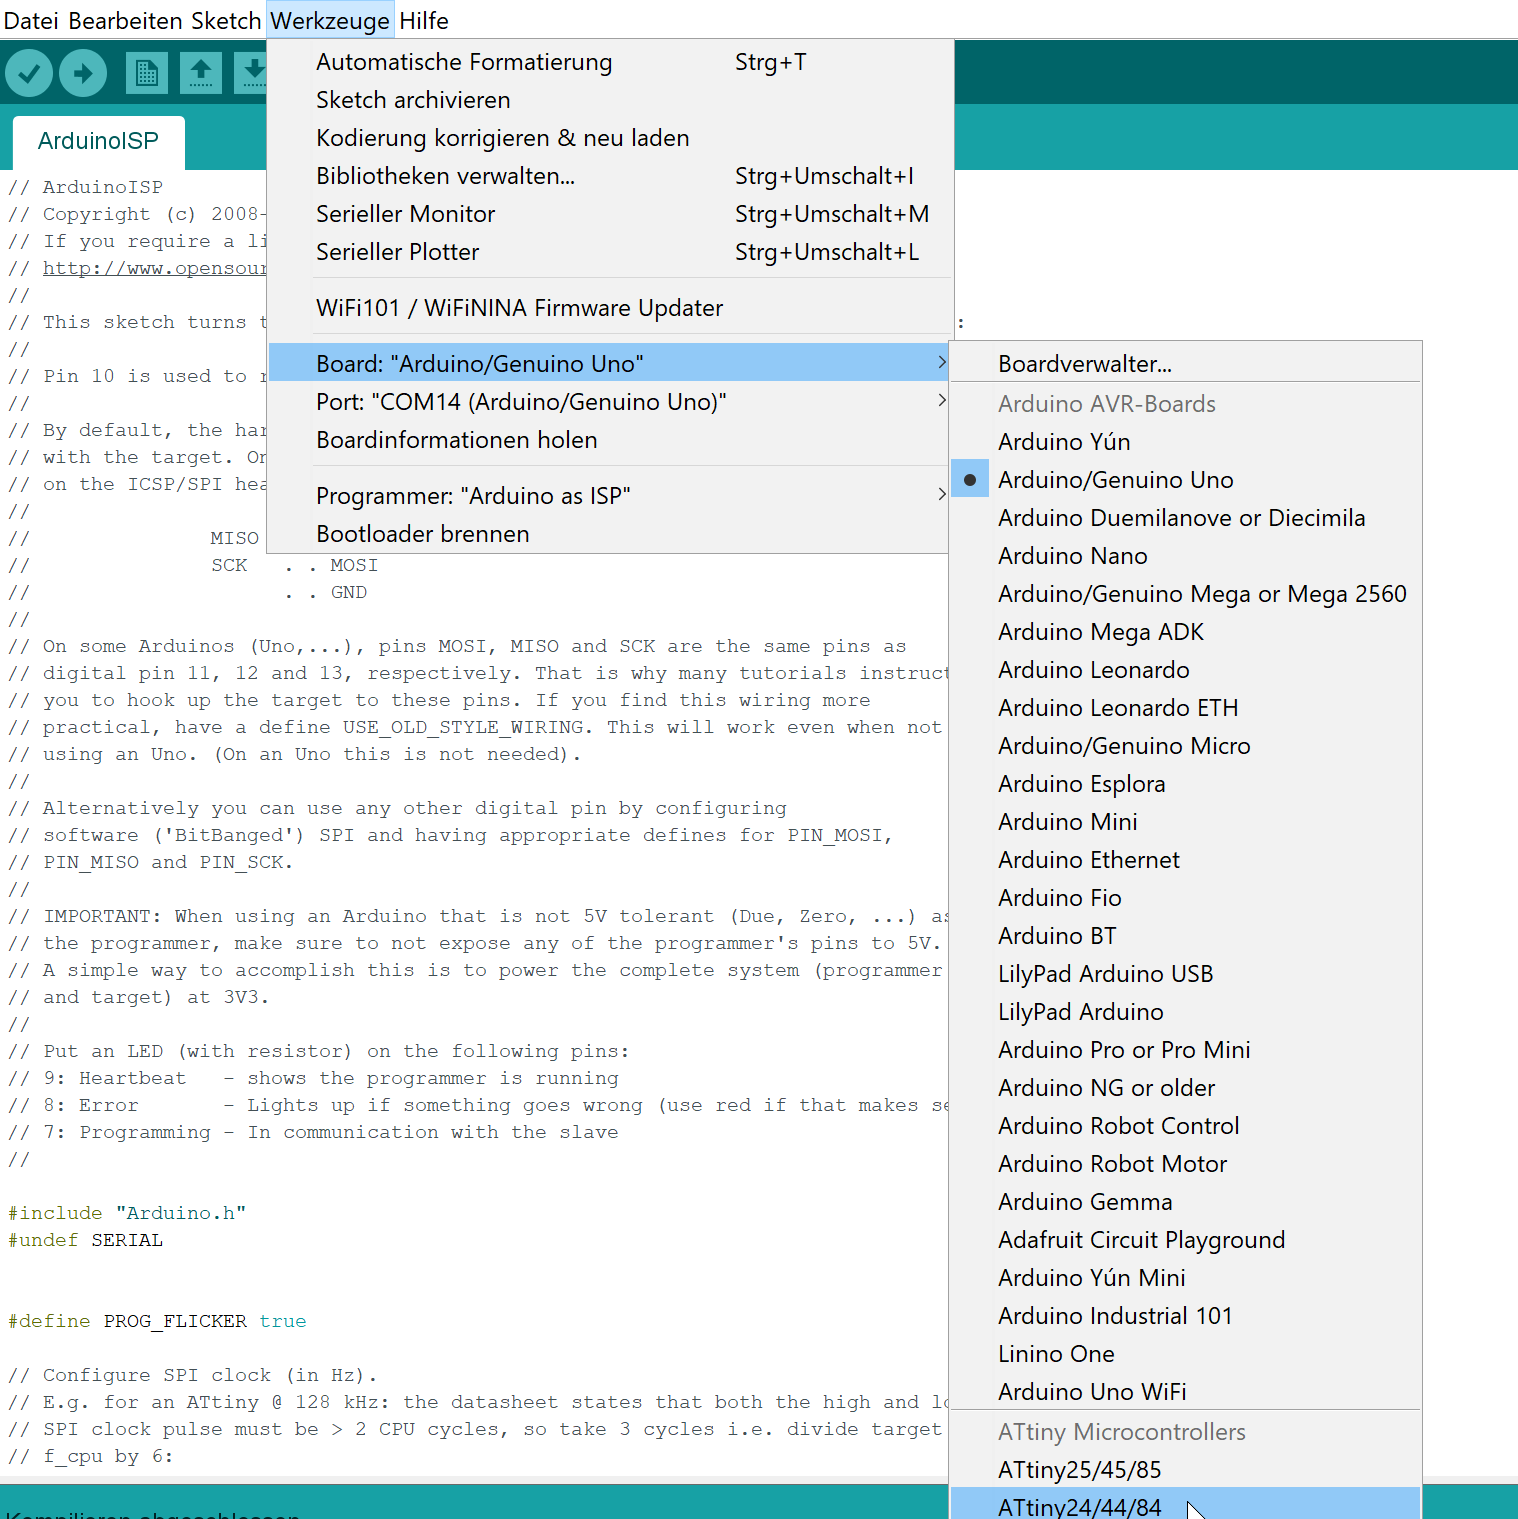 Datei Bearbeiten Sketch Werkzeuge Hilfe
Automatische Formatierung Strg+T
Sketch archivieren
Kodierung korrigieren & neu laden
Bibliotheken verwalten... Strg+Umschalt+I
Serieller Monitor Strg+Umschalt+M
Serieller Plotter Strg+Umschalt+L
WiFi101 / WiFiNINA Firmware Updater
Board: "Arduino/Genuino Uno"
Port: "COM14 (Arduino/Genuino Uno)"
Boardinformationen holen
Programmer: "Arduino as ISP"
Bootloader brennen
Boardverwalter...
Arduino AVR-Boards
Arduino Yún
Arduino/Genuino Uno
Arduino Duemilanove or Diecimila
Arduino Nano
Arduino/Genuino Mega or Mega 2560
Arduino Mega ADK
Arduino Leonardo
Arduino Leonardo ETH
Arduino/Genuino Micro
Arduino Esplora
Arduino Mini
Arduino Ethernet
Arduino Fio
Arduino BT
LilyPad Arduino USB
LilyPad Arduino
Arduino Pro or Pro Mini
Arduino NG or older
Arduino Robot Control
Arduino Robot Motor
Arduino Gemma
Adafruit Circuit Playground
Arduino Yún Mini
Arduino Industrial 101
Linino One
Arduino Uno WiFi
ATtiny Microcontrollers
ATtiny25/45/85
ATtiny24/44/84
ArduinoISP
// ArduinoISP
// Copyright (c) 2008-
// If you require a li
// http://www.opensour
//
// This sketch turns t :
//
// Pin 10 is used to r
//
// By default, the har
// with the target. On
// on the ICSP/SPI hea
//
// MISO
// SCK . . MOSI
// . . GND
//
// On some Arduinos (Uno,...), pins MOSI, MISO and SCK are the same pins as
// digital pin 11, 12 and 13, respectively. That is why many tutorials instruct
// you to hook up the target to these pins. If you find this wiring more
// practical, have a define USE_OLD_STYLE_WIRING. This will work even when not
// using an Uno. (On an Uno this is not needed).
//
// Alternatively you can use any other digital pin by configuring
// software ('BitBanged') SPI and having appropriate defines for PIN_MOSI,
// PIN_MISO and PIN_SCK.
//
// IMPORTANT: When using an Arduino that is not 5V tolerant (Due, Zero, ...) as
// the programmer, make sure to not expose any of the programmer's pins to 5V.
// A simple way to accomplish this is to power the complete system (programmer
// and target) at 3V3.
//
// Put an LED (with resistor) on the following pins:
// 9: Heartbeat - shows the programmer is running
// 8: Error - Lights up if something goes wrong (use red if that makes se
// 7: Programming - In communication with the slave
//
#include "Arduino.h"
#undef SERIAL
#define PROG_FLICKER true
// Configure SPI clock (in Hz).
// E.g. for an ATtiny @ 128 kHz: the datasheet states that both the high and lo
// SPI clock pulse must be > 2 CPU cycles, so take 3 cycles i.e. divide target
// f_cpu by 6: